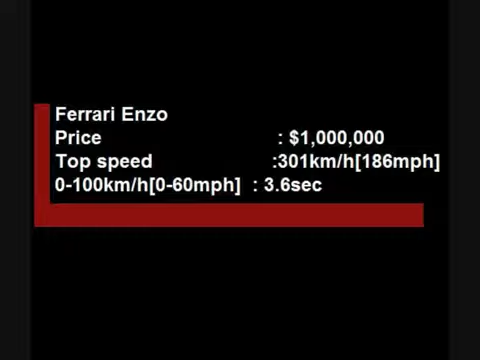 Ferrari Enzo
Price : $1,000,000
Top speed :301km/h[186mph]
0-100km/h[0-60mph] : 3.6sec